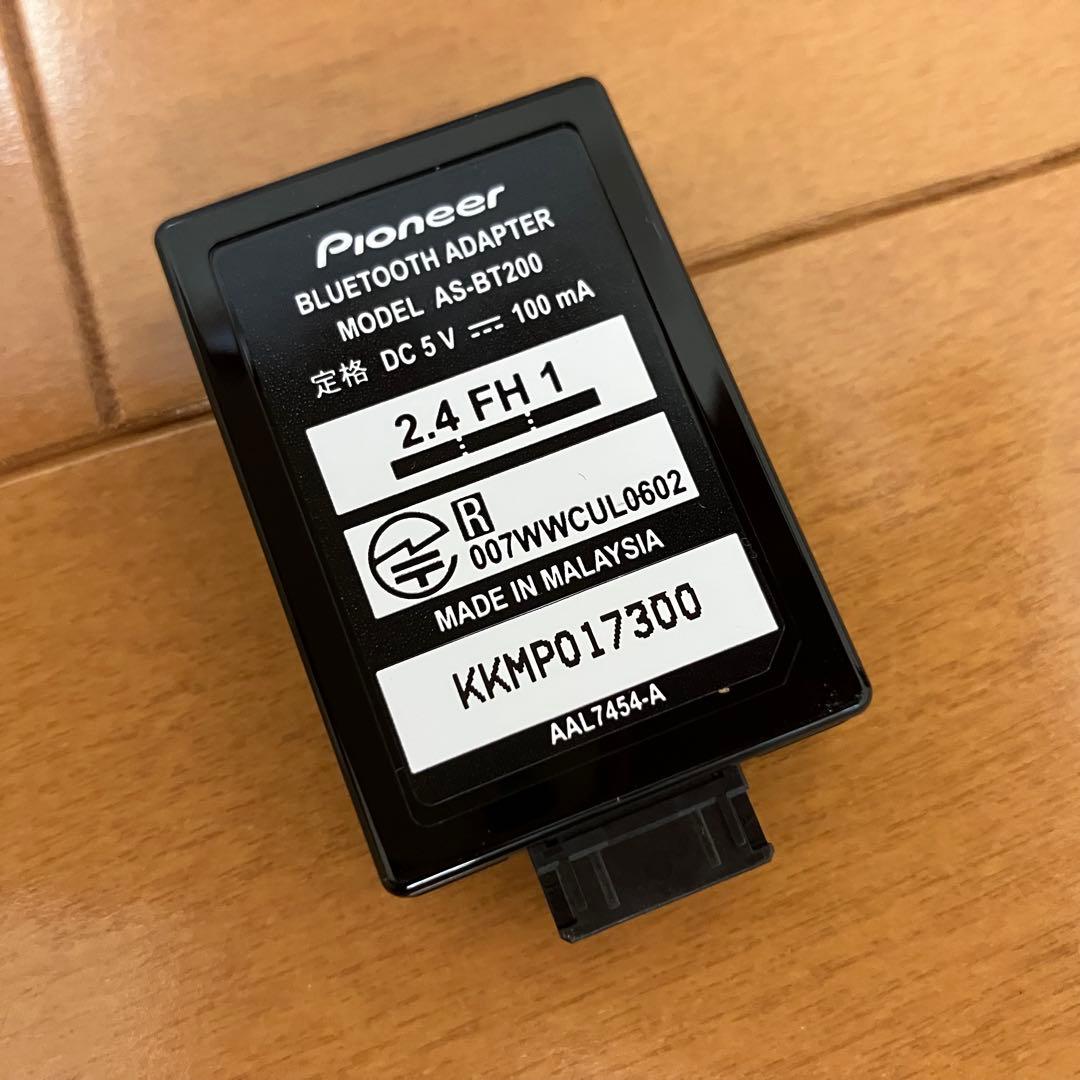 Pioneer
BLUETOOTH ADAPTER
MODEL AS-BT200
定格 DC 5 V ⎓ 100 mA
2.4 FH 1
R
007WWCUL0602
MADE IN MALAYSIA
KKMP017300
AAL7454-A